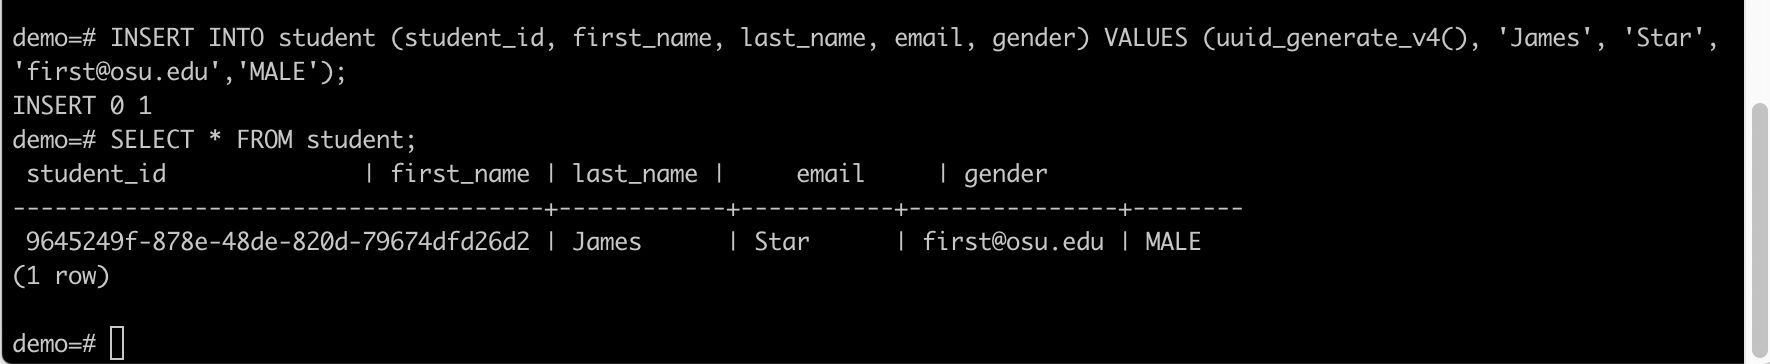 demo=# INSERT INTO student (student_id, first_name, last_name, email, gender) VALUES (uuid_generate_v4(), 'James', 'Star',
'first@osu.edu','MALE');
INSERT 0 1
demo=# SELECT * FROM student;
 student_id              | first_name | last_name |     email     | gender
--------------------------------------+------------+-----------+---------------+--------
 9645249f-878e-48de-820d-79674dfd26d2 | James      | Star      | first@osu.edu | MALE
(1 row)
demo=#